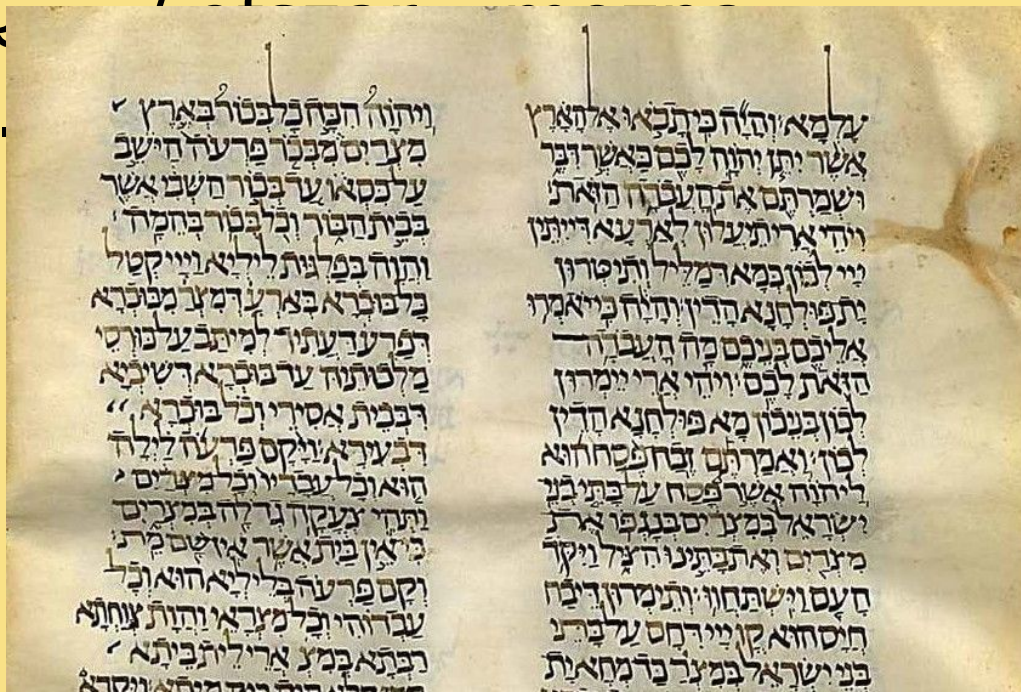 עלמא והיה כי תבאו אל הארץ
אשר יתן יהוה לכם כאשר דבר
ושמרתם את העבדה הזאת
ויהי ארי תיעלון לארעא דייתין
ייי לכון כמא דמליל ותיטרון
ית פולחנא הדין והיה כי יאמרו
אליכם בניכם מה העבדה
הזאת לכם ויהי ארי יימרון
לכון בניכון מא פולחנא הדין
לכון ואמרתם זבח פסח הוא
ליהוה אשר פסח על בתי בני
ישראל במצרים בנגפו את
מצרים ואת בתינו הציל ויקד
העם וישתחוו ותימרון דיבח
חייס הוא קד ייי דחס על בתי
בני ישראל במצר כד מחא ית
ויהוה הכה כל בכור בארץ
מצרים מבכר פרעה הישב
על כסאו עד בכור השבי אשר
בבית הבור וכל בכור בהמה
והוה בפלגות ליליא וייי קטל
כל בוכרא בארע דמצר מבוכרא
דפרעה דעתיד למיתב על כורסי
מלכותיה עד בוכרא דשיביא
דבבית אסירי וכל בוכרא
דבעירא ויקם פרעה לילה
הוא וכל עבדיו וכל מצרים
ותהי צעקה גדלה במצרים
כי אין בית אשר אין שם מת
וקם פרעה בליליא הוא וכל
עבדוהי וכל מצראי והות צוחתא
רבתא במצ ארי לית ביתא